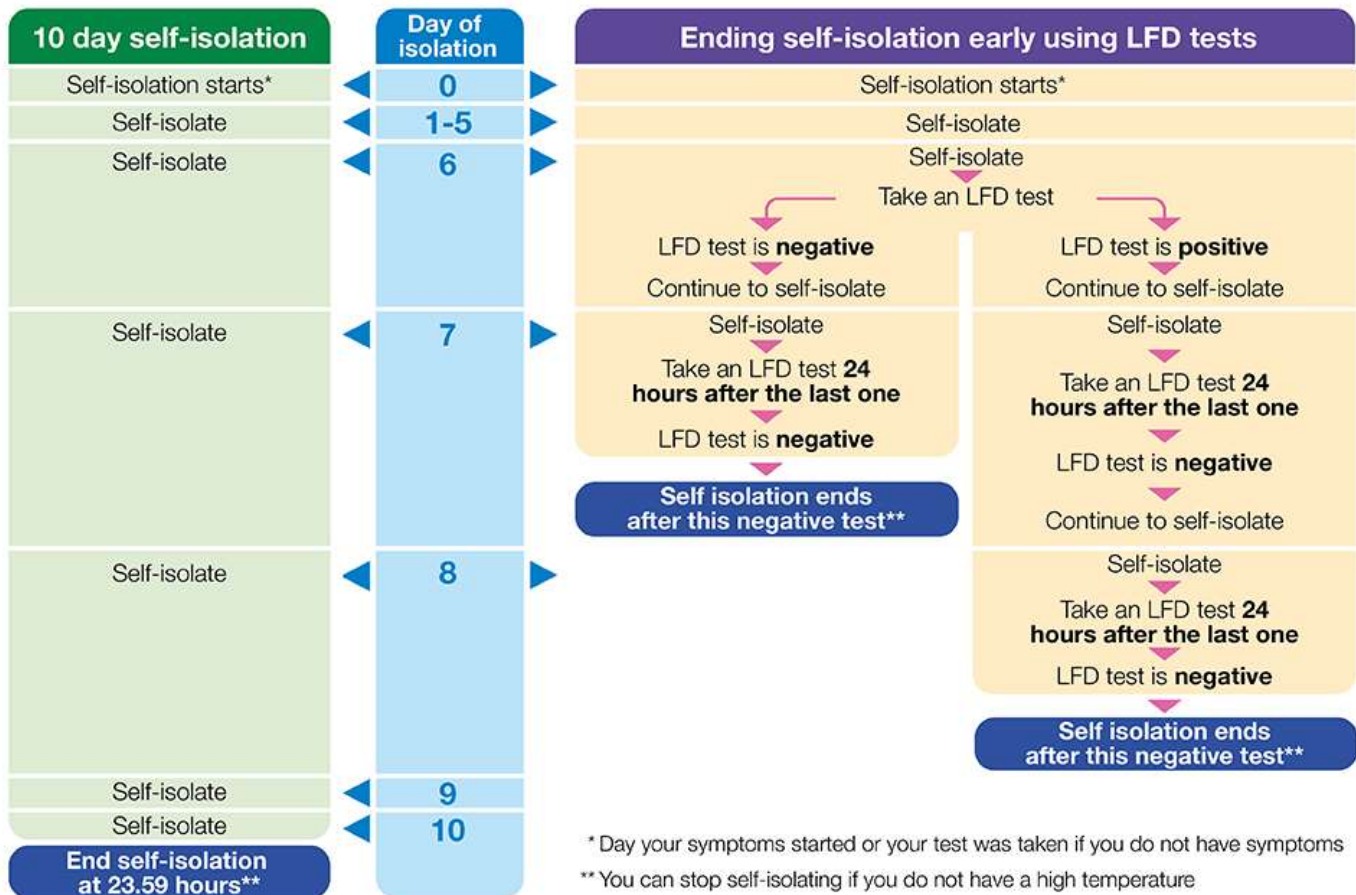 10 day self-isolation
Day of
isolation
Ending self-isolation early using LFD tests
Self-isolation starts*
0
Self-isolation starts*
Self-isolate
1-5
Self-isolate
Self-isolate
6
Self-isolate
Take an LFD test
LFD test is negative
LFD test is positive
Continue to self-isolate
Continue to self-isolate
Self-isolate
7
Self-isolate
Take an LFD test 24
hours after the last one
LFD test is negative
Self isolation ends
after this negative test**
Self-isolate
Take an LFD test 24
hours after the last one
LFD test is negative
Continue to self-isolate
Self-isolate
8
Self-isolate
Take an LFD test 24
hours after the last one
LFD test is negative
Self isolation ends
after this negative test**
Self-isolate
9
Self-isolate
10
End self-isolation
at 23.59 hours**
* Day your symptoms started or your test was taken if you do not have symptoms
** You can stop self-isolating if you do not have a high temperature